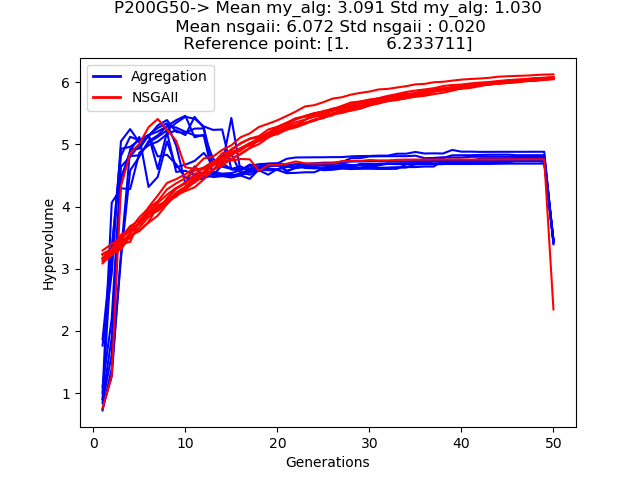 P200G50-> Mean my_alg: 3.091 Std my_alg: 1.030
Mean nsgaii: 6.072 Std nsgaii : 0.020
Reference point: [1. 6.233711]
Agregation
NSGAII
Hypervolume
6
5
4
3
2
1
0 10 20 30 40 50
Generations